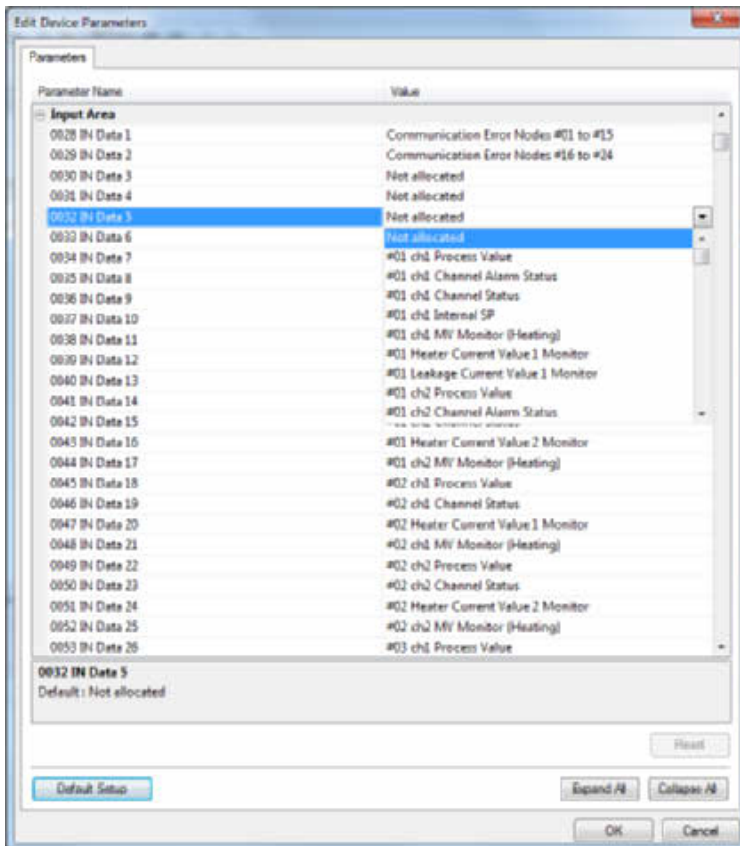 Edit Device Parameters
Parameters
Parameter Name Value
Input Area
0028 IN Data 1 Communication Error Nodes #01 to #15
0029 IN Data 2 Communication Error Nodes #16 to #24
0030 IN Data 3 Not allocated
0031 IN Data 4 Not allocated
0032 IN Data 5 Not allocated
0033 IN Data 6 Not allocated
0034 IN Data 7 #01 ch1 Process Value
0035 IN Data 8 #01 ch1 Channel Alarm Status
0036 IN Data 9 #01 ch1 Channel Status
0037 IN Data 10 #01 ch1 Internal SP
0038 IN Data 11 #01 ch1 MV Monitor (Heating)
0039 IN Data 12 #01 Heater Current Value 1 Monitor
0040 IN Data 13 #01 Leakage Current Value 1 Monitor
0041 IN Data 14 #01 ch2 Process Value
0042 IN Data 15 #01 ch2 Channel Alarm Status
0043 IN Data 16 #01 Heater Current Value 2 Monitor
0044 IN Data 17 #01 ch2 MV Monitor (Heating)
0045 IN Data 18 #02 ch1 Process Value
0046 IN Data 19 #02 ch1 Channel Status
0047 IN Data 20 #02 Heater Current Value 1 Monitor
0048 IN Data 21 #02 ch1 MV Monitor (Heating)
0049 IN Data 22 #02 ch2 Process Value
0050 IN Data 23 #02 ch2 Channel Status
0051 IN Data 24 #02 Heater Current Value 2 Monitor
0052 IN Data 25 #02 ch2 MV Monitor (Heating)
0053 IN Data 26 #03 ch1 Process Value
0032 IN Data 5
Default : Not allocated
Reset
Default Setup Expand All Collapse All
OK Cancel